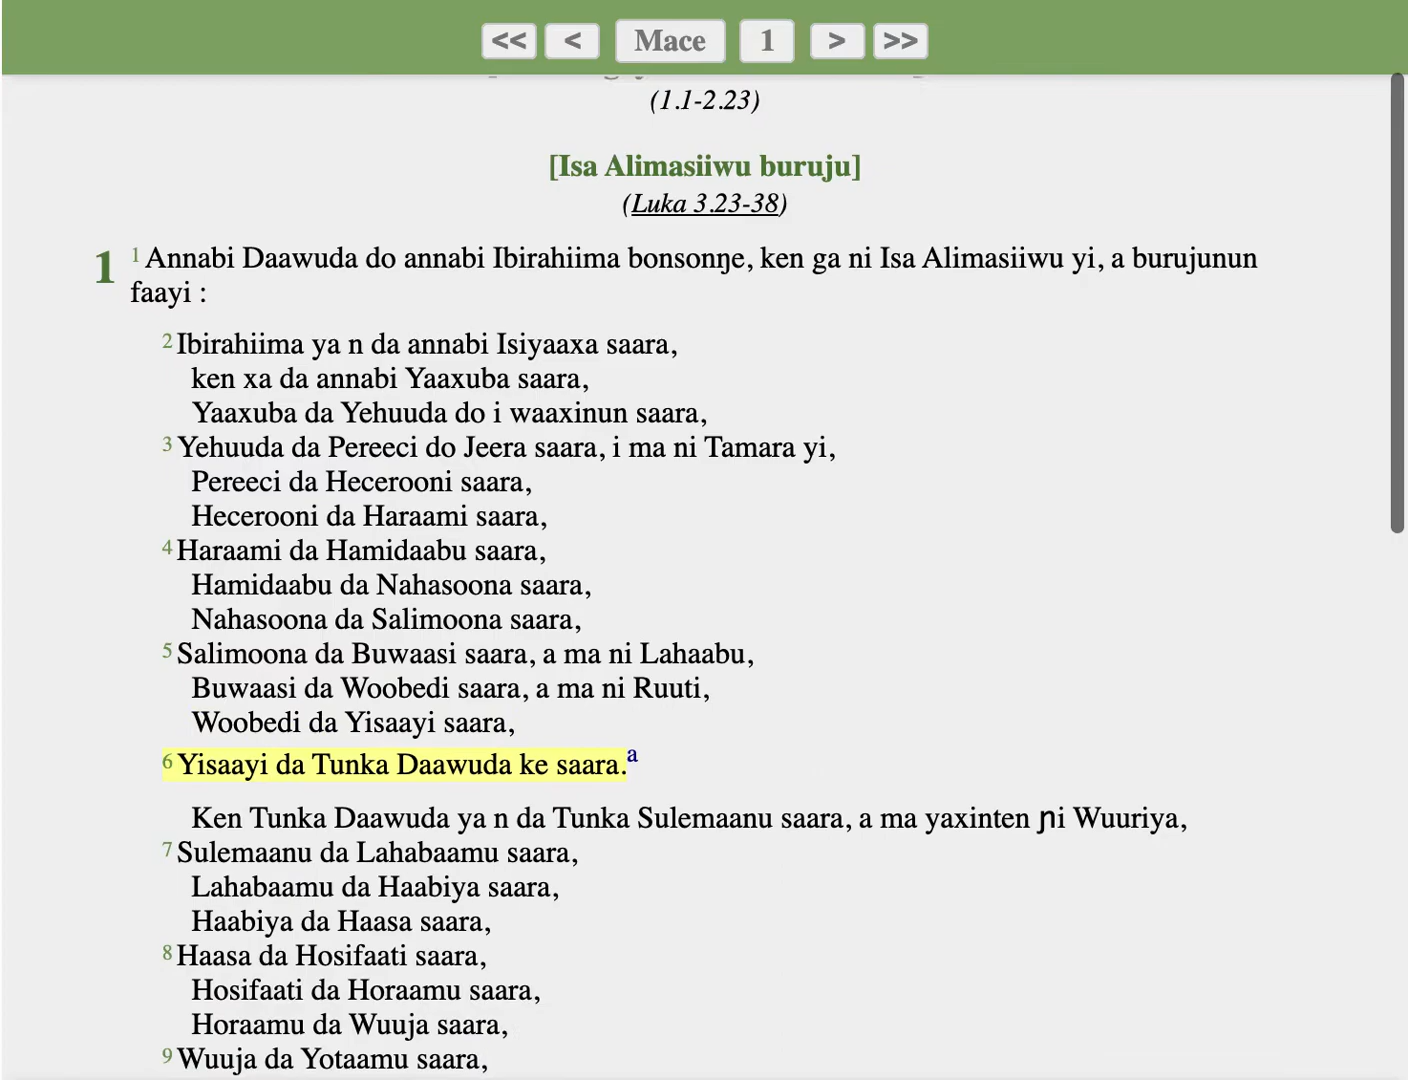 << < Mace 1 > >>
(1.1-2.23)
[Isa Alimasiiwu buruju]
(Luka 3.23-38)
1 1 Annabi Daawuda do annabi Ibirahiima bonsonŋe, ken ga ni Isa Alimasiiwu yi, a burujunun
faayi :
2 Ibirahiima ya n da annabi Isiyaaxa saara,
ken xa da annabi Yaaxuba saara,
Yaaxuba da Yehuuda do i waaxinun saara,
3 Yehuuda da Pereeci do Jeera saara, i ma ni Tamara yi,
Pereeci da Hecerooni saara,
Hecerooni da Haraami saara,
4 Haraami da Hamidaabu saara,
Hamidaabu da Nahasoona saara,
Nahasoona da Salimoona saara,
5 Salimoona da Buwaasi saara, a ma ni Lahaabu,
Buwaasi da Woobedi saara, a ma ni Ruuti,
Woobedi da Yisaayi saara,
6 Yisaayi da Tunka Daawuda ke saara.a
Ken Tunka Daawuda ya n da Tunka Sulemaanu saara, a ma yaxinten ɲi Wuuriya,
7 Sulemaanu da Lahabaamu saara,
Lahabaamu da Haabiya saara,
Haabiya da Haasa saara,
8 Haasa da Hosifaati saara,
Hosifaati da Horaamu saara,
Horaamu da Wuuja saara,
9 Wuuja da Yotaamu saara,